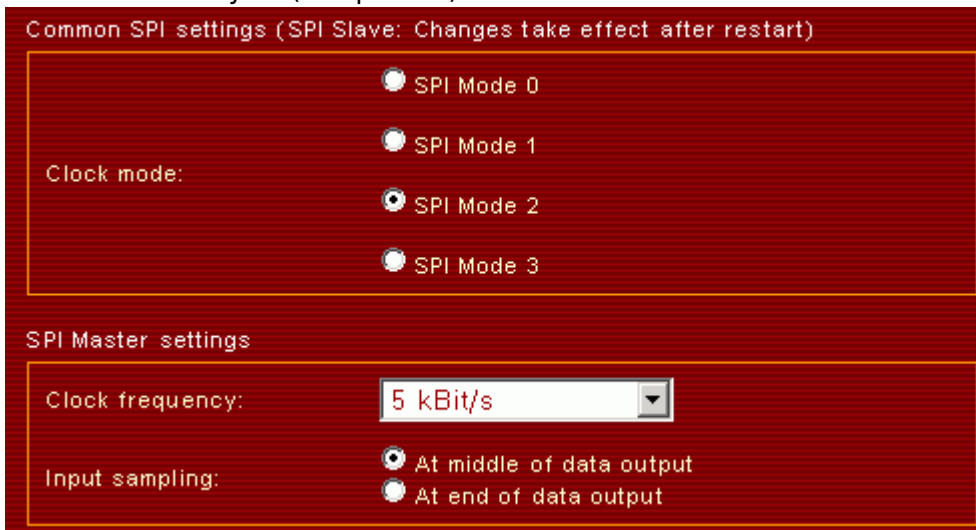 Common SPI settings (SPI Slave: Changes take effect after restart)
SPI Mode 0
SPI Mode 1
Clock mode:
SPI Mode 2
SPI Mode 3
SPI Master settings
Clock frequency: 5 kBit/s
Input sampling: At middle of data output
At end of data output